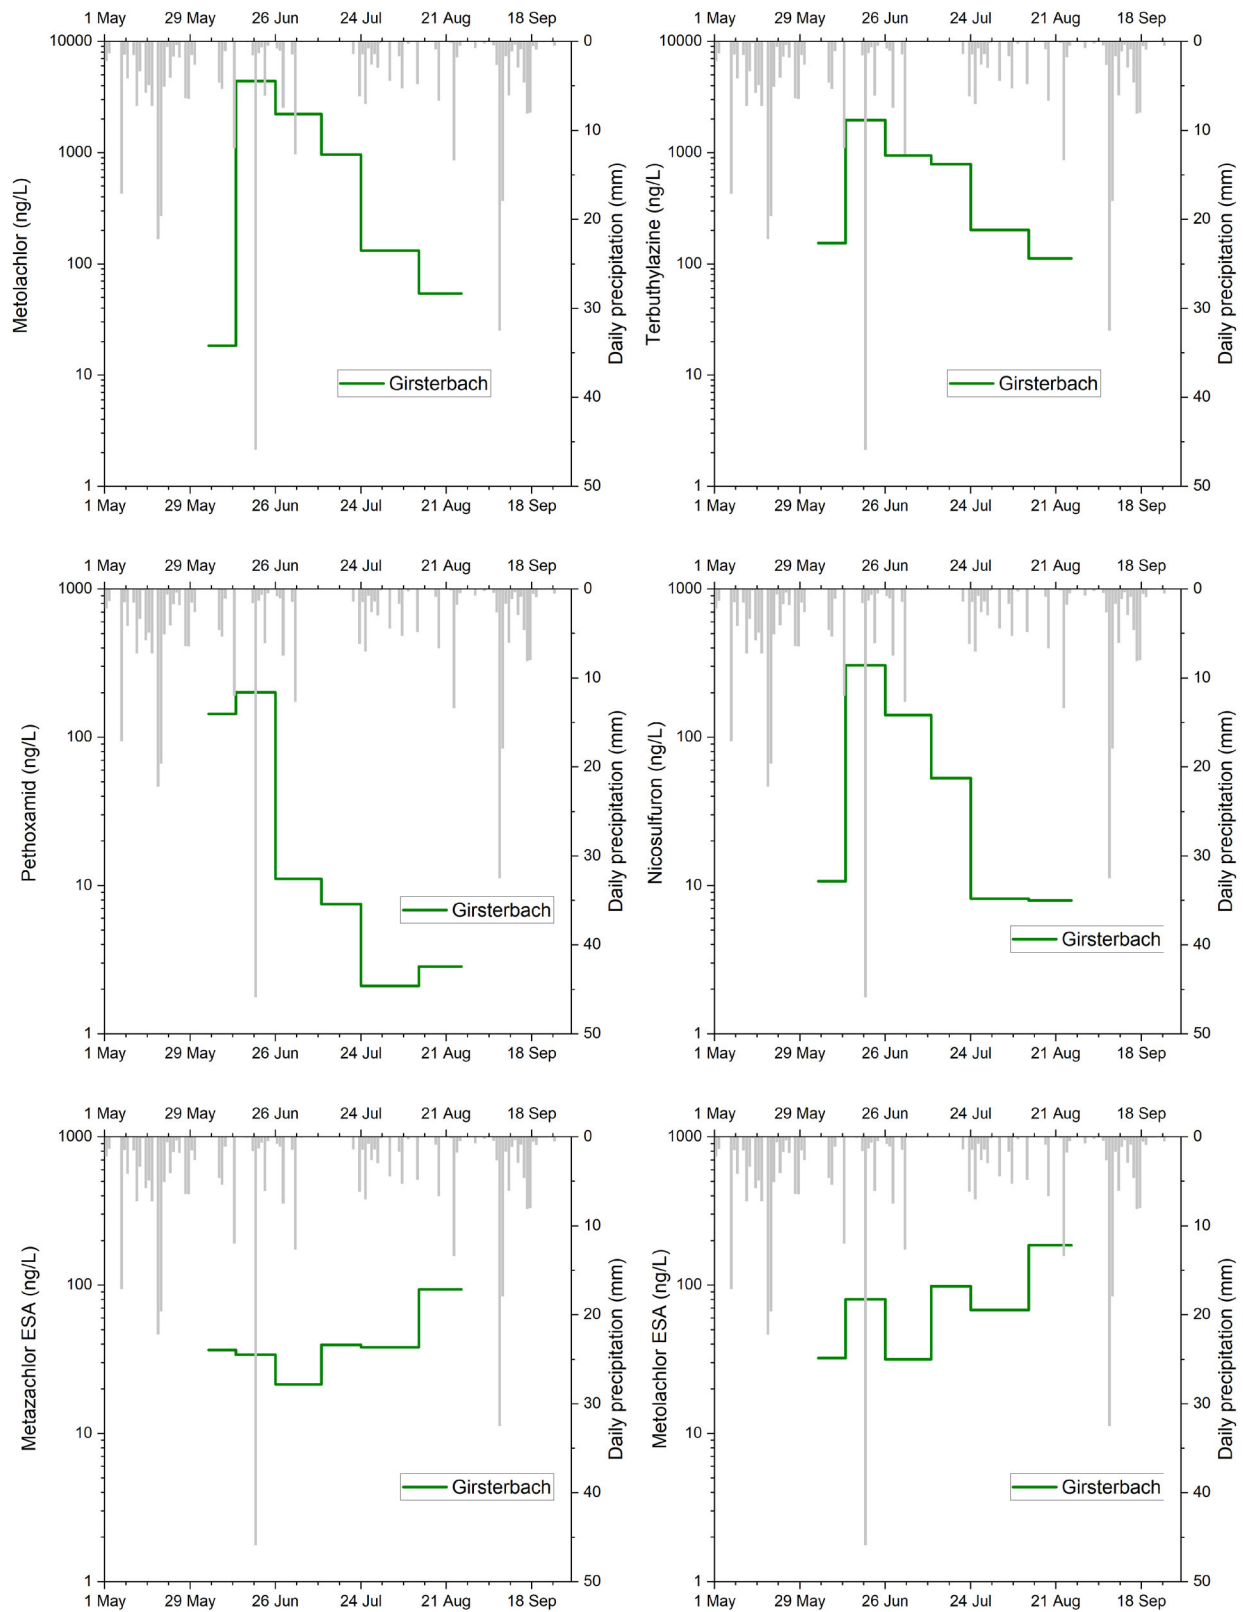 1 May 29 May 26 Jun 24 Jul 21 Aug 18 Sep
10000
1000
100
10
1
Metolachlor (ng/L)
Girsterbach
0
10
20
30
40
50
Daily precipitation (mm)
1 May 29 May 26 Jun 24 Jul 21 Aug 18 Sep
1 May 29 May 26 Jun 24 Jul 21 Aug 18 Sep
10000
1000
100
10
1
Terbuthylazine (ng/L)
Girsterbach
0
10
20
30
40
50
Daily precipitation (mm)
1 May 29 May 26 Jun 24 Jul 21 Aug 18 Sep
1 May 29 May 26 Jun 24 Jul 21 Aug 18 Sep
1000
100
10
1
Pethoxamid (ng/L)
Girsterbach
0
10
20
30
40
50
Daily precipitation (mm)
1 May 29 May 26 Jun 24 Jul 21 Aug 18 Sep
1 May 29 May 26 Jun 24 Jul 21 Aug 18 Sep
1000
100
10
1
Nicosulfuron (ng/L)
Girsterbach
0
10
20
30
40
50
Daily precipitation (mm)
1 May 29 May 26 Jun 24 Jul 21 Aug 18 Sep
1 May 29 May 26 Jun 24 Jul 21 Aug 18 Sep
1000
100
10
1
Metazachlor ESA (ng/L)
Girsterbach
0
10
20
30
40
50
Daily precipitation (mm)
1 May 29 May 26 Jun 24 Jul 21 Aug 18 Sep
1 May 29 May 26 Jun 24 Jul 21 Aug 18 Sep
1000
100
10
1
Metolachlor ESA (ng/L)
Girsterbach
0
10
20
30
40
50
Daily precipitation (mm)
1 May 29 May 26 Jun 24 Jul 21 Aug 18 Sep